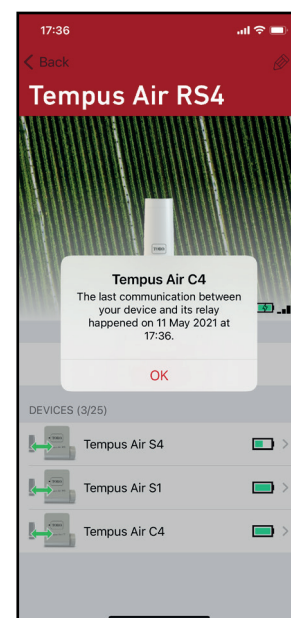 17:36
Back
Tempus Air RS4
TORO
Tempus Air C4
The last communication between
your device and its relay
happened on 11 May 2021 at
17:36.
OK
DEVICES (3/25)
Tempus Air S4
Tempus Air S1
Tempus Air C4